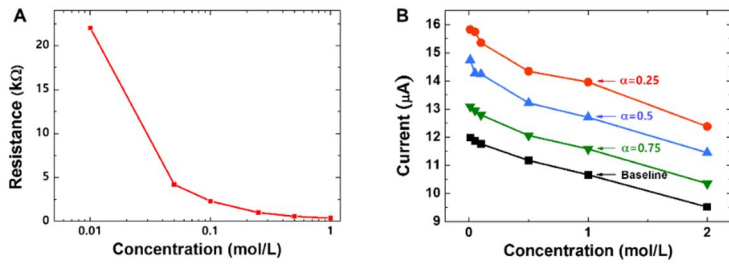 A
Resistance (kΩ)
20
15
10
5
0
0.01
0.1
1
Concentration (mol/L)
B
Current (μA)
16
15
14
13
12
11
10
9
α=0.25
α=0.5
α=0.75
Baseline
0
1
2
Concentration (mol/L)